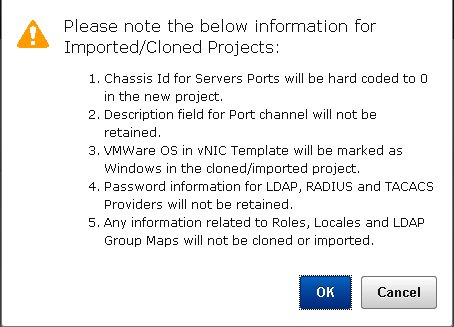 Please note the below information for
Imported/Cloned Projects:
1. Chassis Id for Servers Ports will be hard coded to 0
in the new project.
2. Description field for Port channel will not be
retained.
3. VMWare OS in vNIC Template will be marked as
Windows in the cloned/imported project.
4. Password information for LDAP, RADIUS and TACACS
Providers will not be retained.
5. Any information related to Roles, Locales and LDAP
Group Maps will not be cloned or imported.
OK Cancel